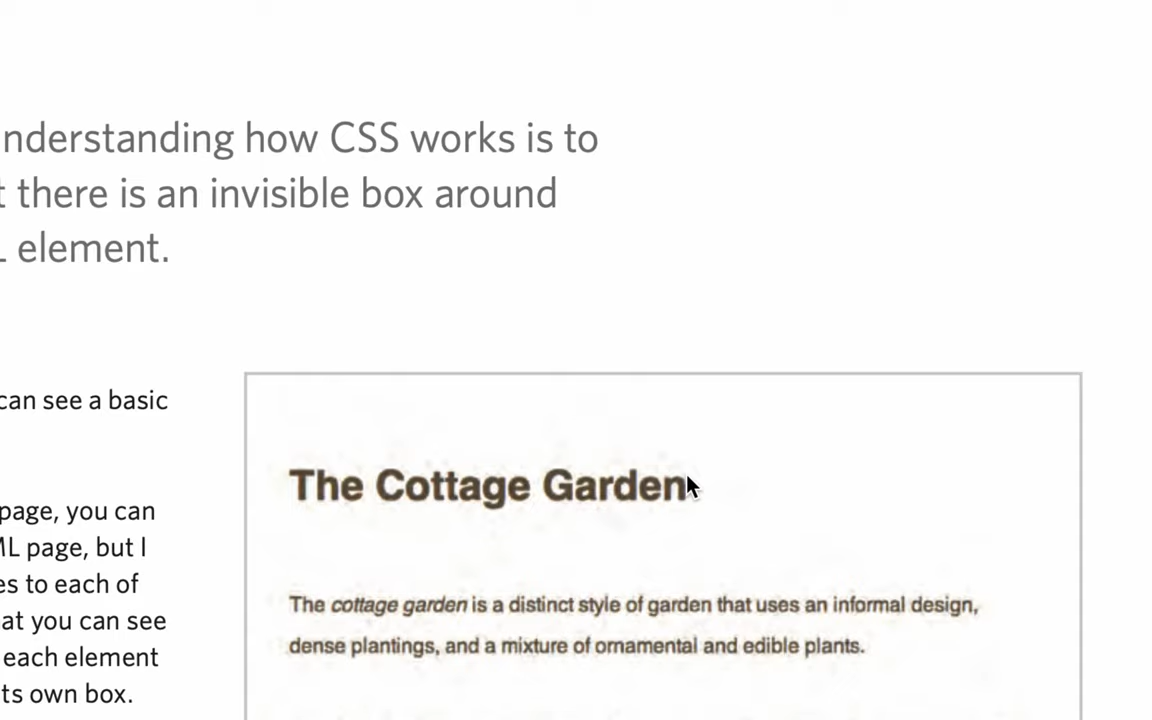 nderstanding how CSS works is to
t there is an invisible box around
element.
can see a basic
page, you can
ML page, but I
es to each of
at you can see
each element
ts own box.
The Cottage Garden
The cottage garden is a distinct style of garden that uses an informal design,
dense plantings, and a mixture of ornamental and edible plants.